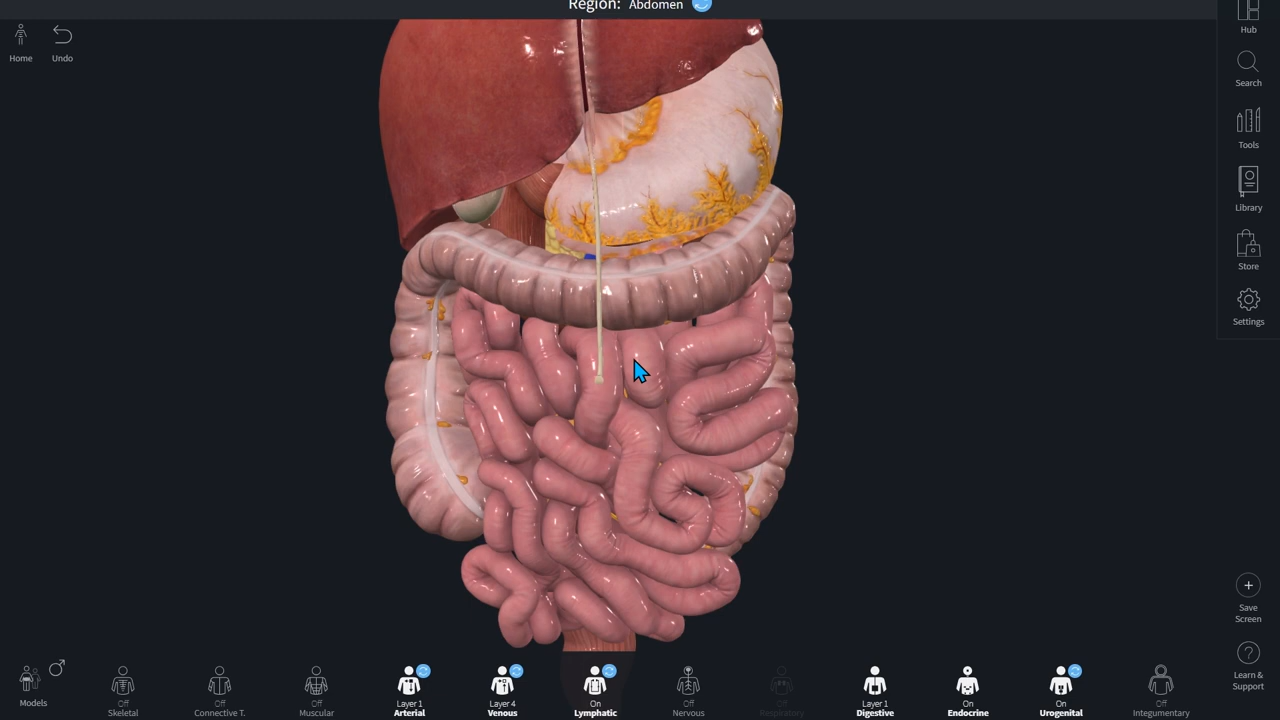 Region: Abdomen
Home
Undo
Hub
Search
Tools
Library
Store
Settings
Save
Screen
Learn &
Support
Models
Off
Skeletal
Off
Connective T.
Off
Muscular
Layer 1
Arterial
Layer 4
Venous
On
Lymphatic
Off
Nervous
Off
Respiratory
Layer 1
Digestive
On
Endocrine
On
Urogenital
Off
Integumentary